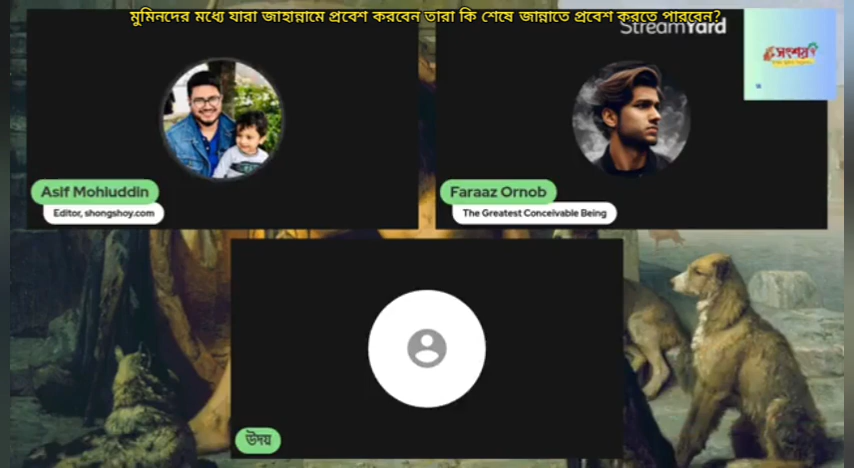 মুমিনদের মধ্যে যারা জাহান্নামে প্রবেশ করবেন তারা কি শেষে জান্নাতে প্রবেশ করতে পারবেন?
StreamYard
সংশয়
Asif Mohiuddin
Editor, shongshoy.com
Faraaz Ornob
The Greatest Conceivable Being
উদয়